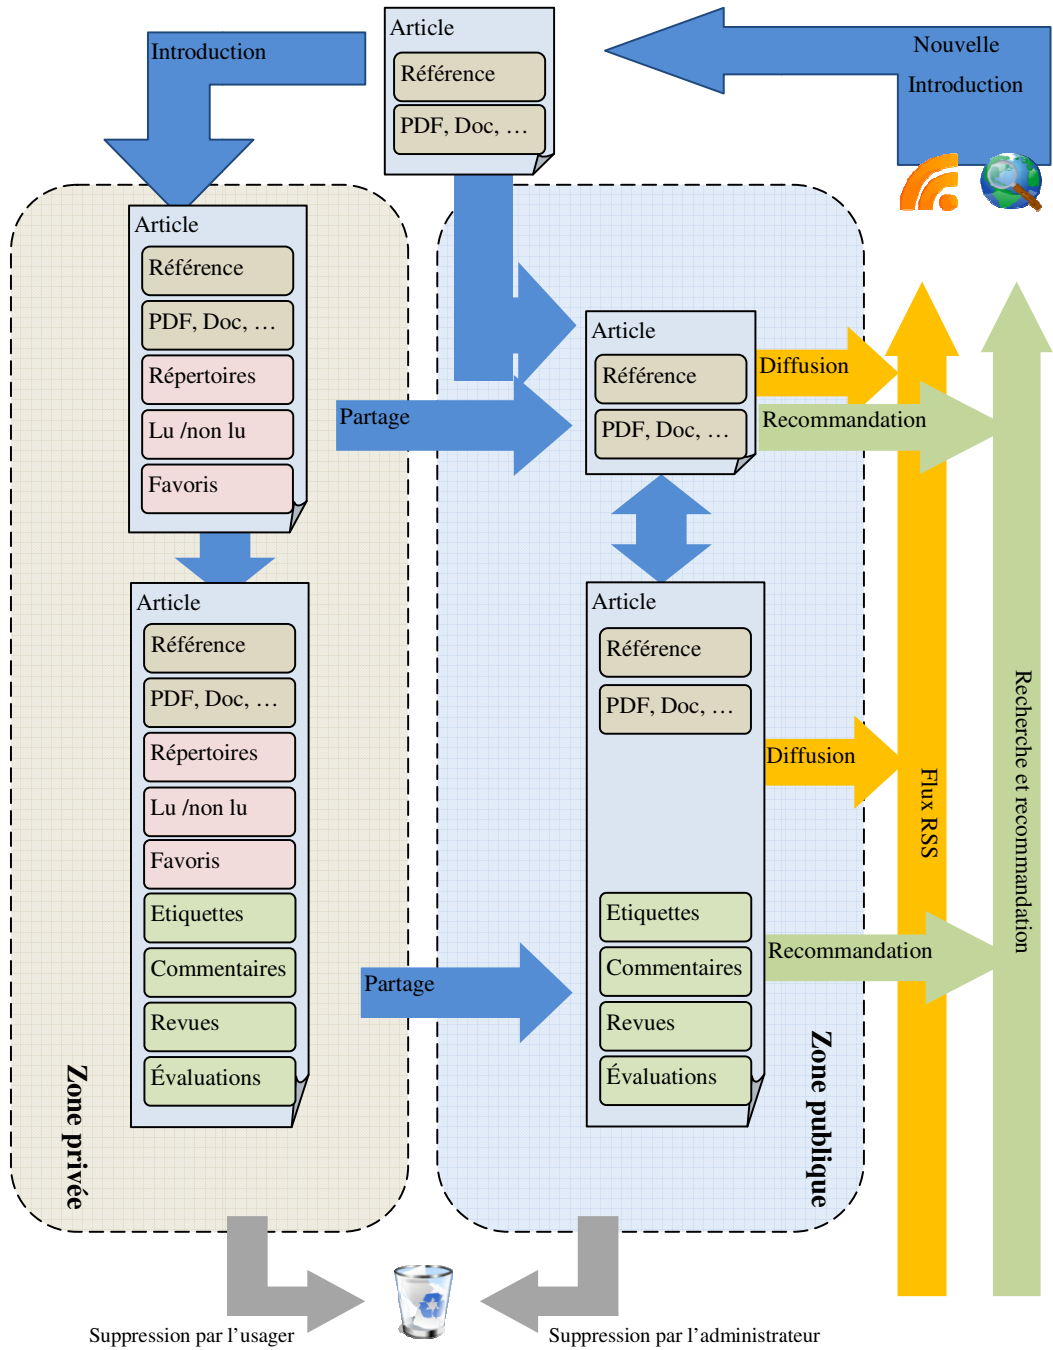 Introduction
Article
Référence
PDF, Doc, …
Nouvelle
Introduction
Article
Référence
PDF, Doc, …
Répertoires
Lu /non lu
Favoris
Partage
Article
Référence
PDF, Doc, …
Diffusion
Recommandation
Article
Référence
PDF, Doc, …
Répertoires
Lu /non lu
Favoris
Etiquettes
Commentaires
Revues
Évaluations
Partage
Article
Référence
PDF, Doc, …
Etiquettes
Commentaires
Revues
Évaluations
Diffusion
Recommandation
Flux RSS
Recherche et recommandation
Zone privée
Zone publique
Suppression par l’usager
Suppression par l’administrateur